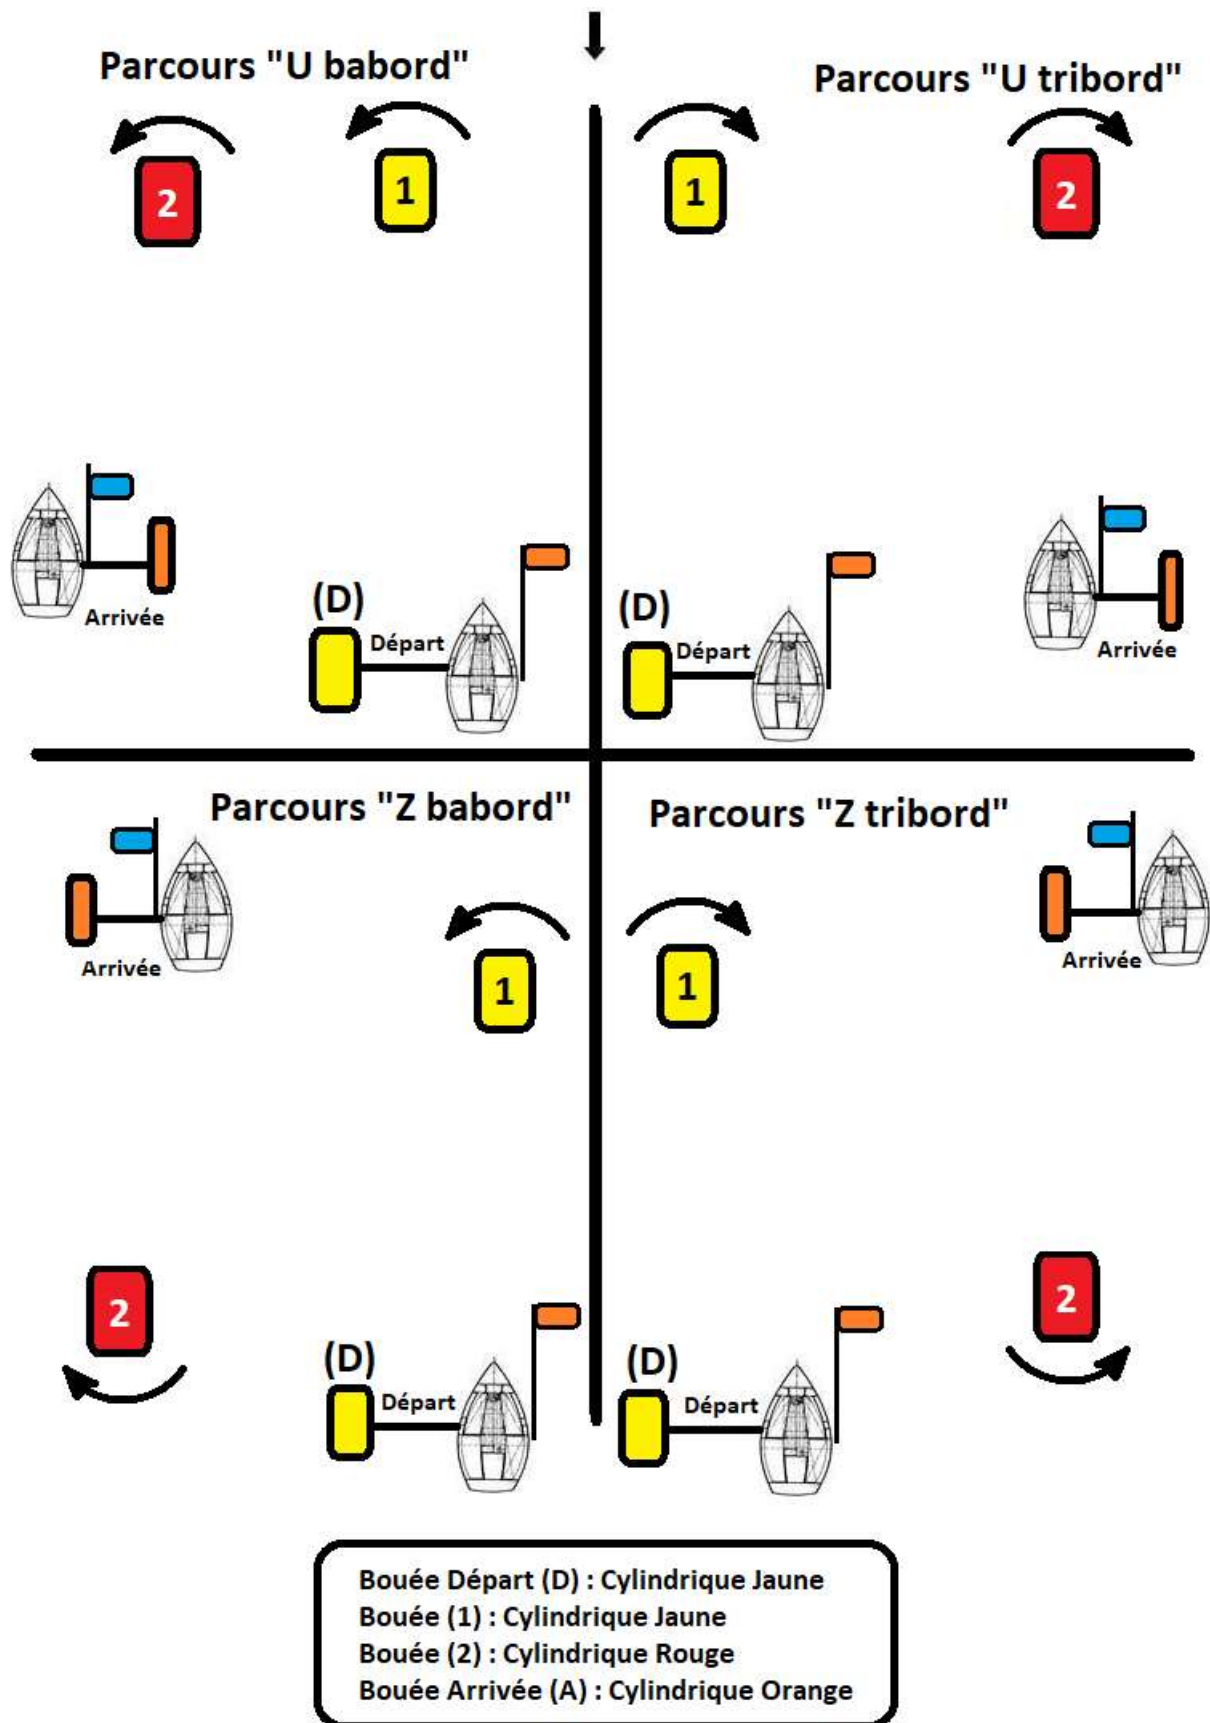 Parcours "U babord"
2
1
Arrivée
(D)
Départ
Parcours "U tribord"
1
2
(D)
Départ
Arrivée
Parcours "Z babord"
Arrivée
1
2
(D)
Départ
Parcours "Z tribord"
1
Arrivée
2
(D)
Départ
Bouée Départ (D) : Cylindrique Jaune
Bouée (1) : Cylindrique Jaune
Bouée (2) : Cylindrique Rouge
Bouée Arrivée (A) : Cylindrique Orange